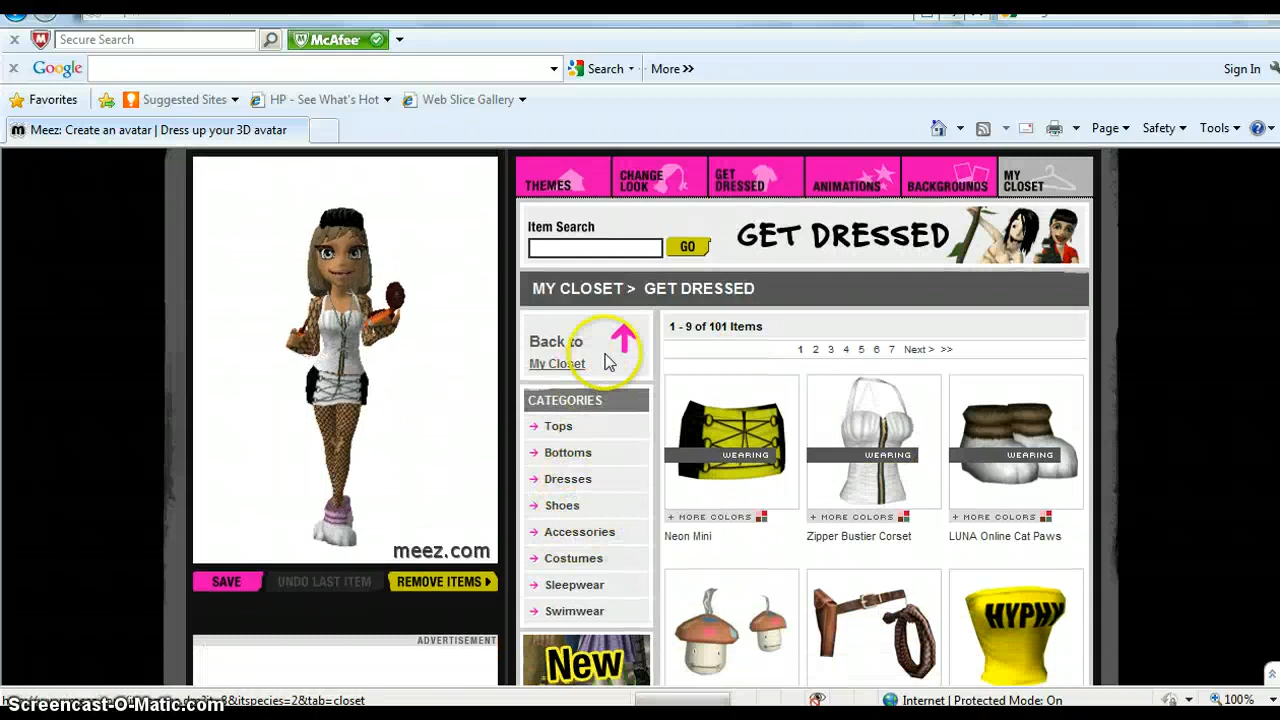 Secure Search
McAfee
Google
Search
More >>
Sign In
Favorites
Suggested Sites
HP - See What's Hot
Web Slice Gallery
Meez: Create an avatar | Dress up your 3D avatar
Page
Safety
Tools
THEMES
CHANGE LOOK
GET DRESSED
ANIMATIONS
BACKGROUNDS
MY CLOSET
Item Search
GO
GET DRESSED
MY CLOSET > GET DRESSED
Back to
My Closet
1 - 9 of 101 Items
1 2 3 4 5 6 7 Next > >>
CATEGORIES
Tops
Bottoms
Dresses
Shoes
Accessories
Costumes
Sleepwear
Swimwear
New
WEARING
WEARING
WEARING
+ MORE COLORS
+ MORE COLORS
+ MORE COLORS
Neon Mini
Zipper Bustier Corset
LUNA Online Cat Paws
HYPHY
meez.com
SAVE
UNDO LAST ITEM
REMOVE ITEMS
ADVERTISEMENT
&itspecies=2&tab=closet
Internet | Protected Mode: On
100%
Screencast-O-Matic.com